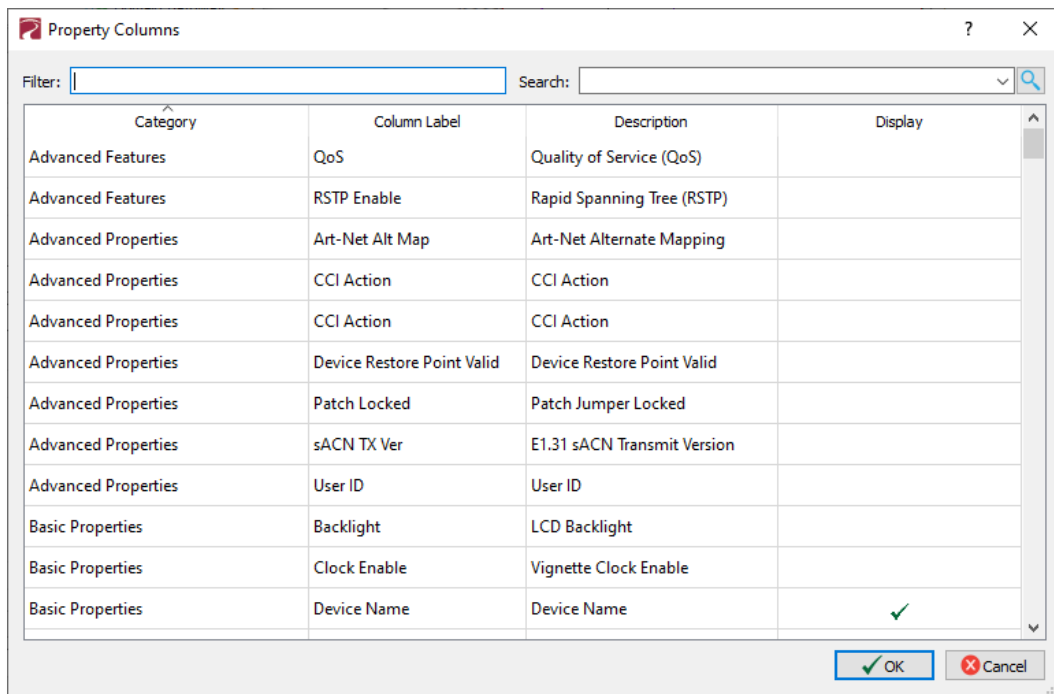 Property Columns
?
Filter: Search:
Category Column Label Description Display
Advanced Features QoS Quality of Service (QoS)
Advanced Features RSTP Enable Rapid Spanning Tree (RSTP)
Advanced Properties Art-Net Alt Map Art-Net Alternate Mapping
Advanced Properties CCI Action CCI Action
Advanced Properties CCI Action CCI Action
Advanced Properties Device Restore Point Valid Device Restore Point Valid
Advanced Properties Patch Locked Patch Jumper Locked
Advanced Properties sACN TX Ver E1.31 sACN Transmit Version
Advanced Properties User ID User ID
Basic Properties Backlight LCD Backlight
Basic Properties Clock Enable Vignette Clock Enable
Basic Properties Device Name Device Name
OK Cancel